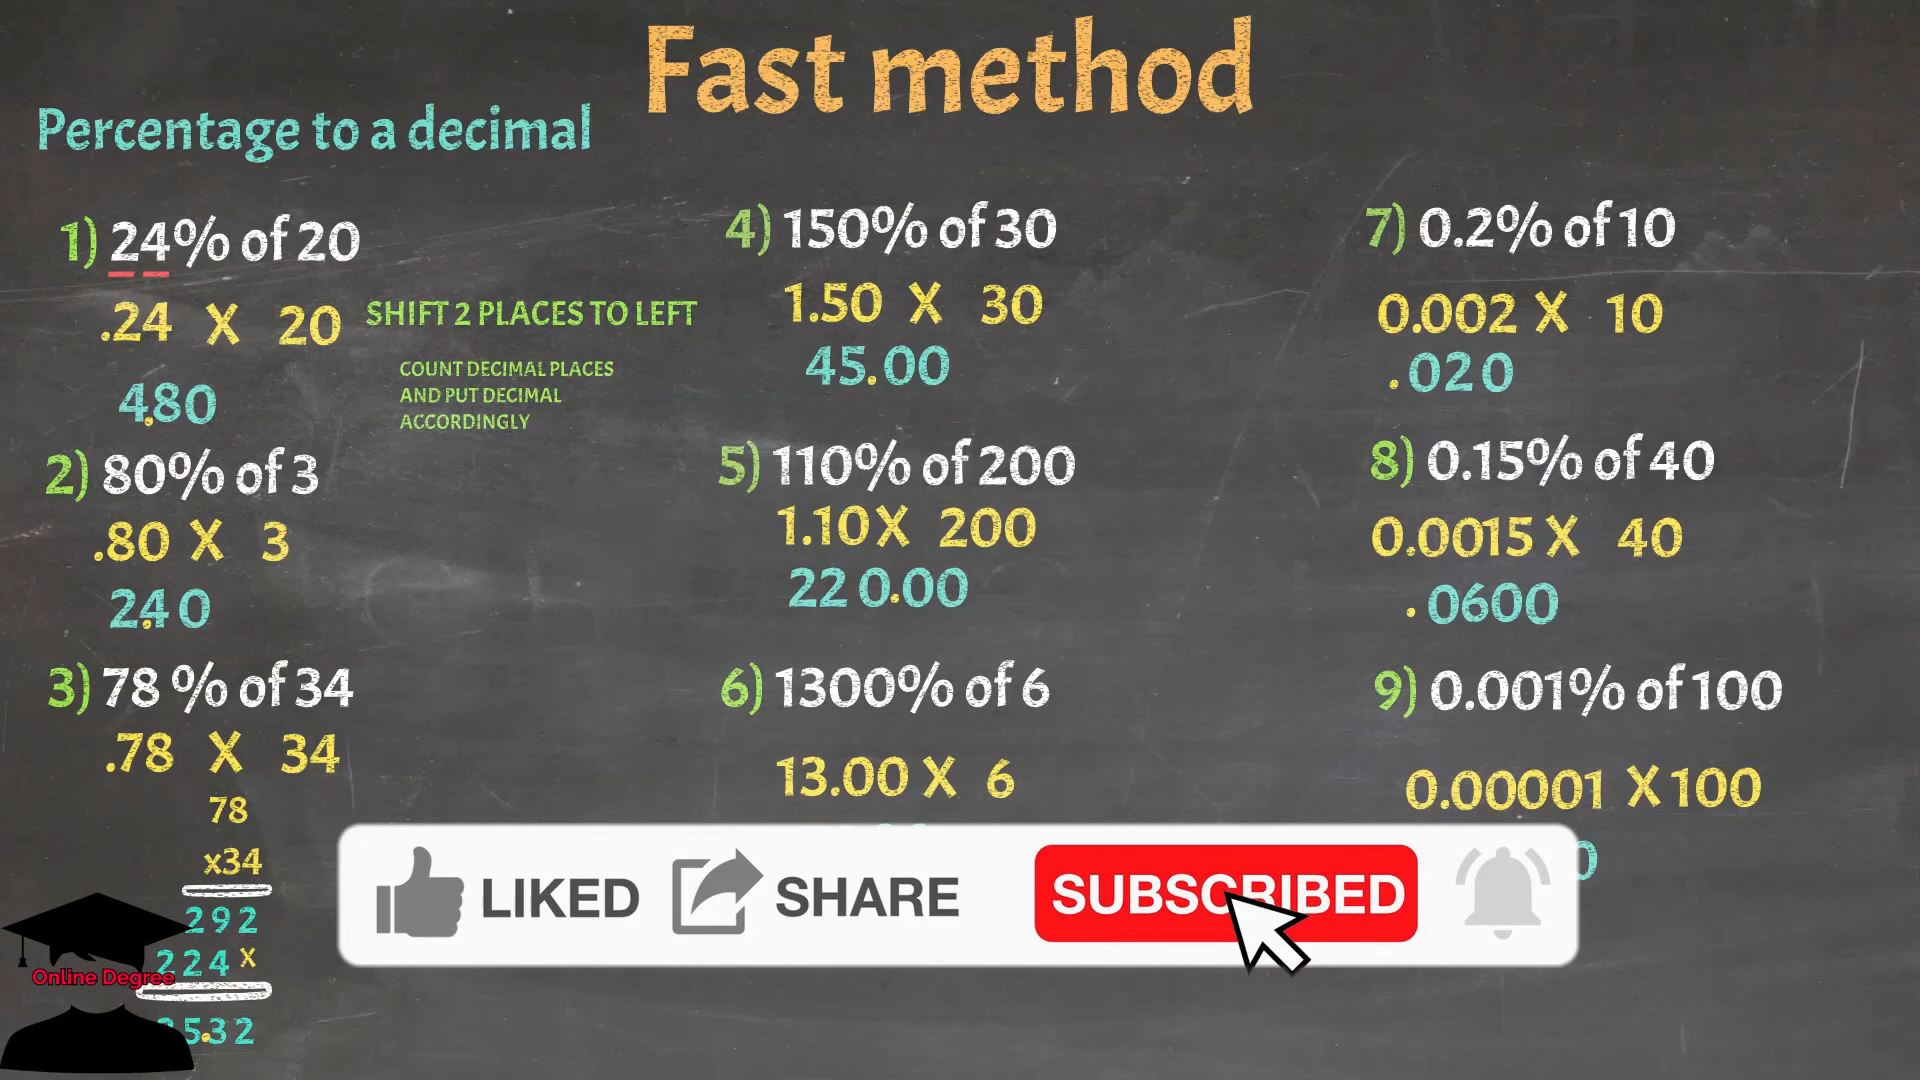 Fast method
Percentage to a decimal
1) 24% of 20
.24 X 20
SHIFT 2 PLACES TO LEFT
COUNT DECIMAL PLACES
AND PUT DECIMAL
ACCORDINGLY
4.80
2) 80% of 3
.80 X 3
2.40
3) 78 % of 34
.78 X 34
78
x34
292
224 x
5.32
4) 150% of 30
1.50 X 30
45.00
5) 110% of 200
1.10 X 200
220.00
6) 1300% of 6
13.00 X 6
7) 0.2% of 10
0.002 X 10
.020
8) 0.15% of 40
0.0015 X 40
.0600
9) 0.001% of 100
0.00001 X 100
0
LIKED
SHARE
SUBSCRIBED
Online Degree